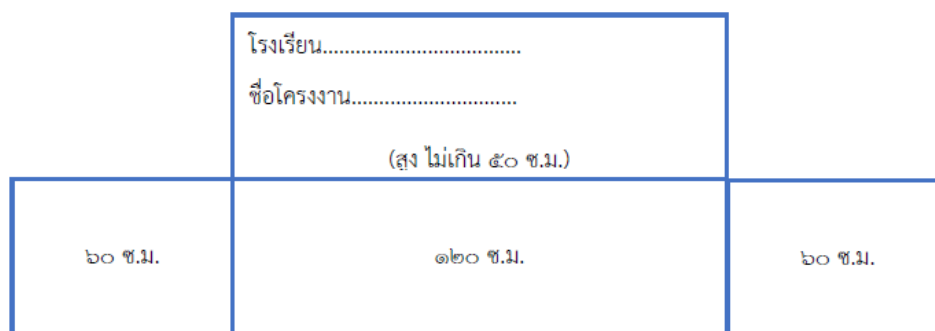 โรงเรียน....................................
ชื่อโครงงาน..............................
(สูง ไม่เกิน ๕๐ ซ.ม.)
๖๐ ซ.ม.
๑๒๐ ซ.ม.
๖๐ ซ.ม.